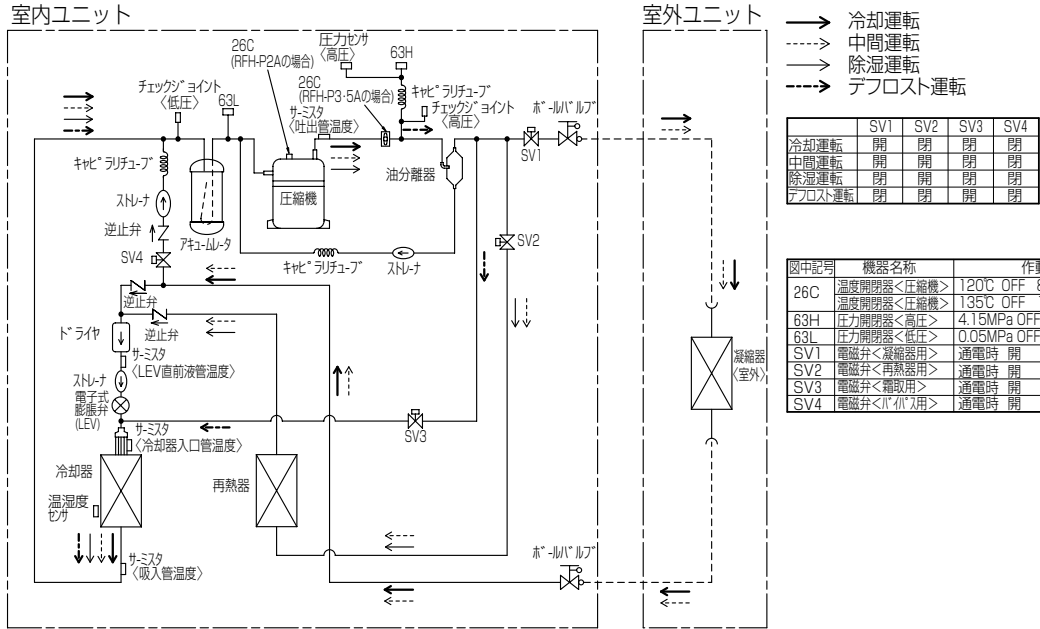 室内ユニット
室外ユニット
冷却運転
中間運転
除湿運転
デフロスト運転
26C
(RFH-P2Aの場合)
圧力センサ
〈高圧〉
63H
26C
(RFH-P3・5Aの場合)
キャピラリチューブ
チェックジョイント
〈高圧〉
チェックジョイント
〈低圧〉
63L
サーミスタ
〈吐出管温度〉
ボールバルブ
SV1
キャピラリチューブ
ストレーナ
逆止弁
SV4
アキュームレータ
圧縮機
油分離器
キャピラリチューブ
ストレーナ
SV2
逆止弁
逆止弁
ドライヤ
サーミスタ
〈LEV直前液管温度〉
ストレーナ
電子式
膨脹弁
(LEV)
サーミスタ
〈冷却器入口管温度〉
SV3
冷却器
再熱器
温湿度
センサ
サーミスタ
〈吸入管温度〉
ボールバルブ
凝縮器
〈室外〉
SV1 SV2 SV3 SV4
冷却運転 開 閉 閉 閉
中間運転 開 開 閉 閉
除湿運転 閉 開 閉 閉
デフロスト運転 閉 閉 開 閉
図中記号 機器名称
26C 温度開閉器<圧縮機> 120℃ OFF
温度開閉器<圧縮機> 135℃ OFF
63H 圧力開閉器<高圧> 4.15MPa OFF
63L 圧力開閉器<低圧> 0.05MPa OFF
SV1 電磁弁<凝縮器用> 通電時 開
SV2 電磁弁<再熱器用> 通電時 開
SV3 電磁弁<霜取用> 通電時 開
SV4 電磁弁<バイパス用> 通電時 開